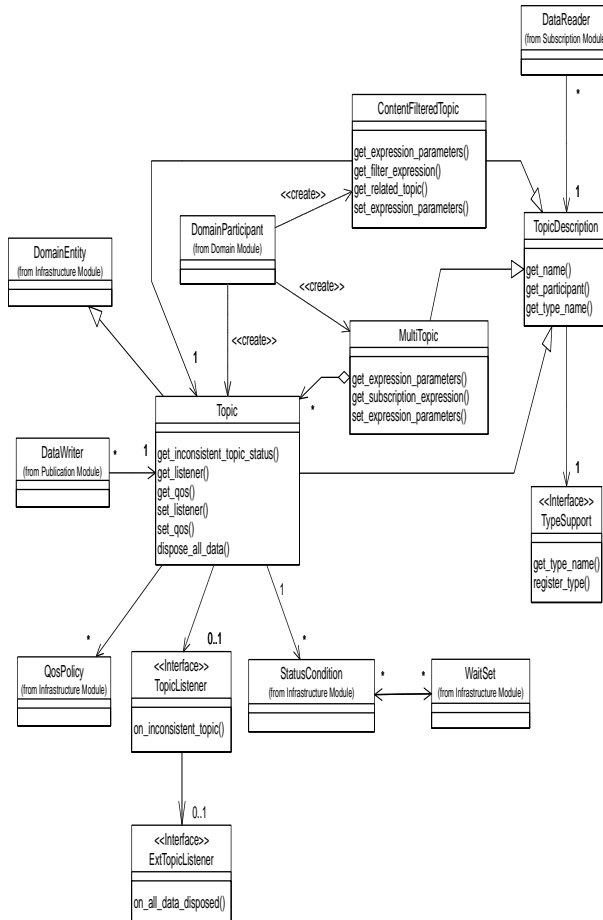 DataReader
(from Subscription Module)
*
1
ContentFilteredTopic
get_expression_parameters()
get_filter_expression()
get_related_topic()
set_expression_parameters()
<<create>>
DomainParticipant
(from Domain Module)
<<create>>
<<create>>
TopicDescription
get_name()
get_participant()
get_type_name()
DomainEntity
(from Infrastructure Module)
MultiTopic
get_expression_parameters()
get_subscription_expression()
set_expression_parameters()
1
*
Topic
get_inconsistent_topic_status()
get_listener()
get_qos()
set_listener()
set_qos()
dispose_all_data()
DataWriter
(from Publication Module)
*
1
1
<<Interface>>
TypeSupport
get_type_name()
register_type()
*
0..1
1
*
QosPolicy
(from Infrastructure Module)
<<Interface>>
TopicListener
on_inconsistent_topic()
StatusCondition
(from Infrastructure Module)
*
*
WaitSet
(from Infrastructure Module)
0..1
<<Interface>>
ExtTopicListener
on_all_data_disposed()